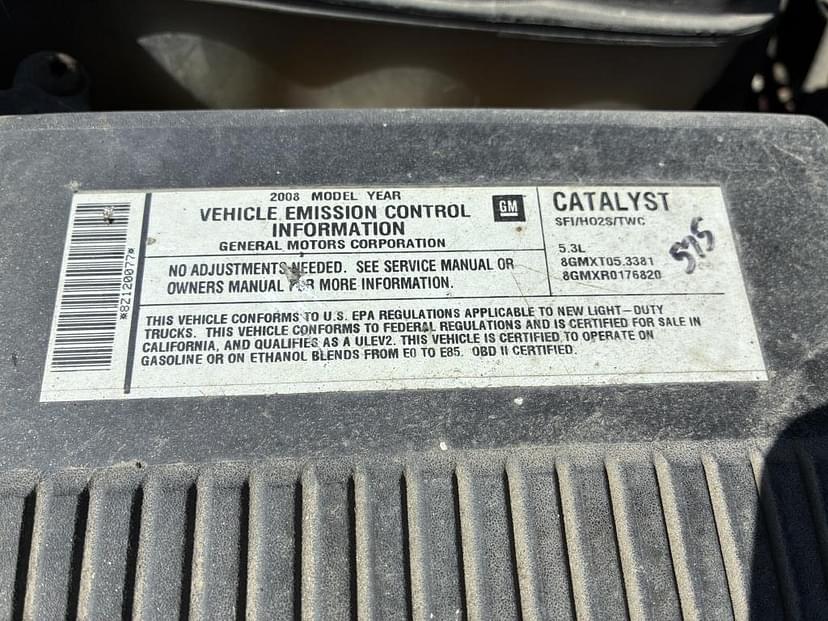 *8Z120077*
2008 MODEL YEAR
VEHICLE EMISSION CONTROL
INFORMATION
GENERAL MOTORS CORPORATION
GM
NO ADJUSTMENTS NEEDED. SEE SERVICE MANUAL OR
OWNERS MANUAL FOR MORE INFORMATION.
CATALYST
SFI/HO2S/TWC
5.3L
8GMXT05.3381
8GMXR0176820
575
THIS VEHICLE CONFORMS TO U.S. EPA REGULATIONS APPLICABLE TO NEW LIGHT-DUTY
TRUCKS. THIS VEHICLE CONFORMS TO FEDERAL REGULATIONS AND IS CERTIFIED FOR SALE IN
CALIFORNIA, AND QUALIFIES AS A ULEV2. THIS VEHICLE IS CERTIFIED TO OPERATE ON
GASOLINE OR ON ETHANOL BLENDS FROM E0 TO E85. OBD II CERTIFIED.